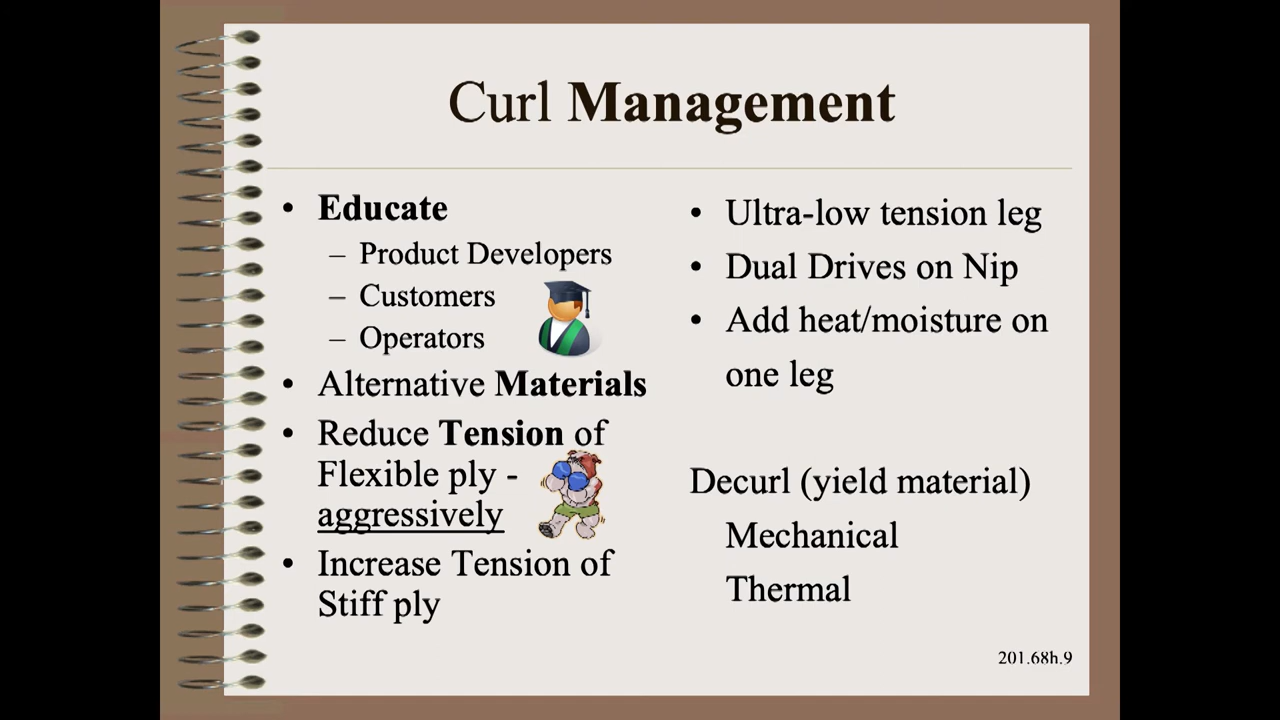 Curl Management
• Educate
– Product Developers
– Customers
– Operators
• Alternative Materials
• Reduce Tension of
Flexible ply -
aggressively
• Increase Tension of
Stiff ply
• Ultra-low tension leg
• Dual Drives on Nip
• Add heat/moisture on
one leg
Decurl (yield material)
Mechanical
Thermal
201.68h.9